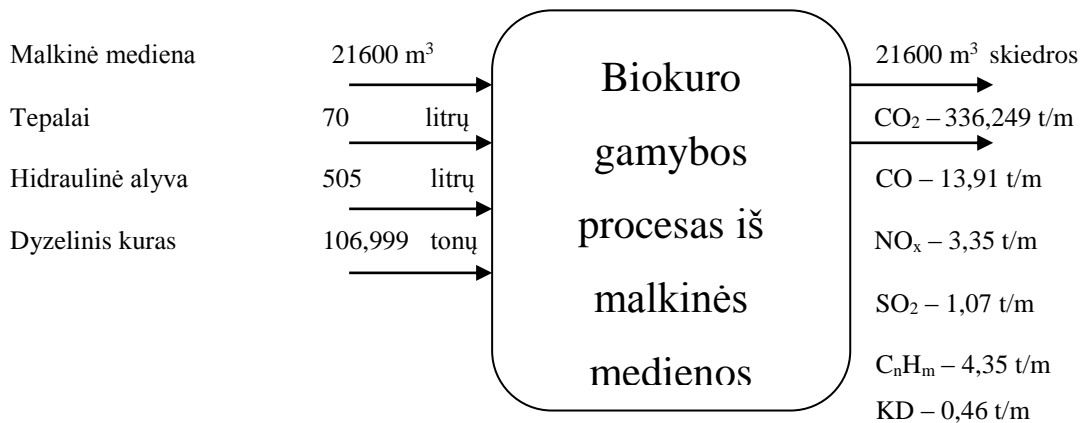 Malkinė mediena 21600 m³
Tepalai 70 litrų
Hidraulinė alyva 505 litrų
Dyzelinis kuras 106,999 tonų
Biokuro
gamybos
procesas iš
malkinės
medienos
21600 m³ skiedros
CO₂ – 336,249 t/m
CO – 13,91 t/m
NOₓ – 3,35 t/m
SO₂ – 1,07 t/m
CₙHₘ – 4,35 t/m
KD – 0,46 t/m